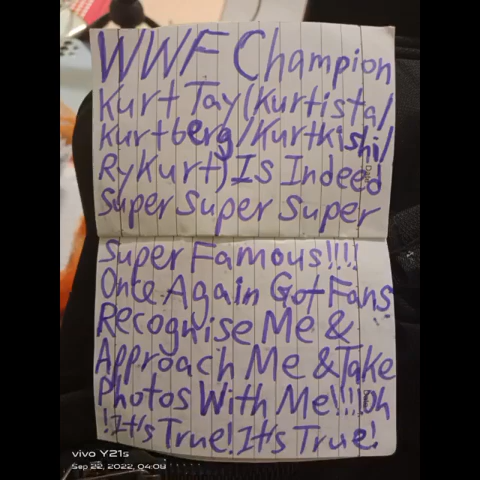 WWF Champion
Kurt Tay(Kurtista/
Kurtberg/Kurtkishi/
RyKurt) Is Indeed
Super Super Super
Super Famous!!!!
Once Again Got Fans
Recognise Me &
Approach Me & Take
Photos With Me!!!!Oh
!It's True!It's True!
vivo Y21s
Sep 22, 2022, 04:08